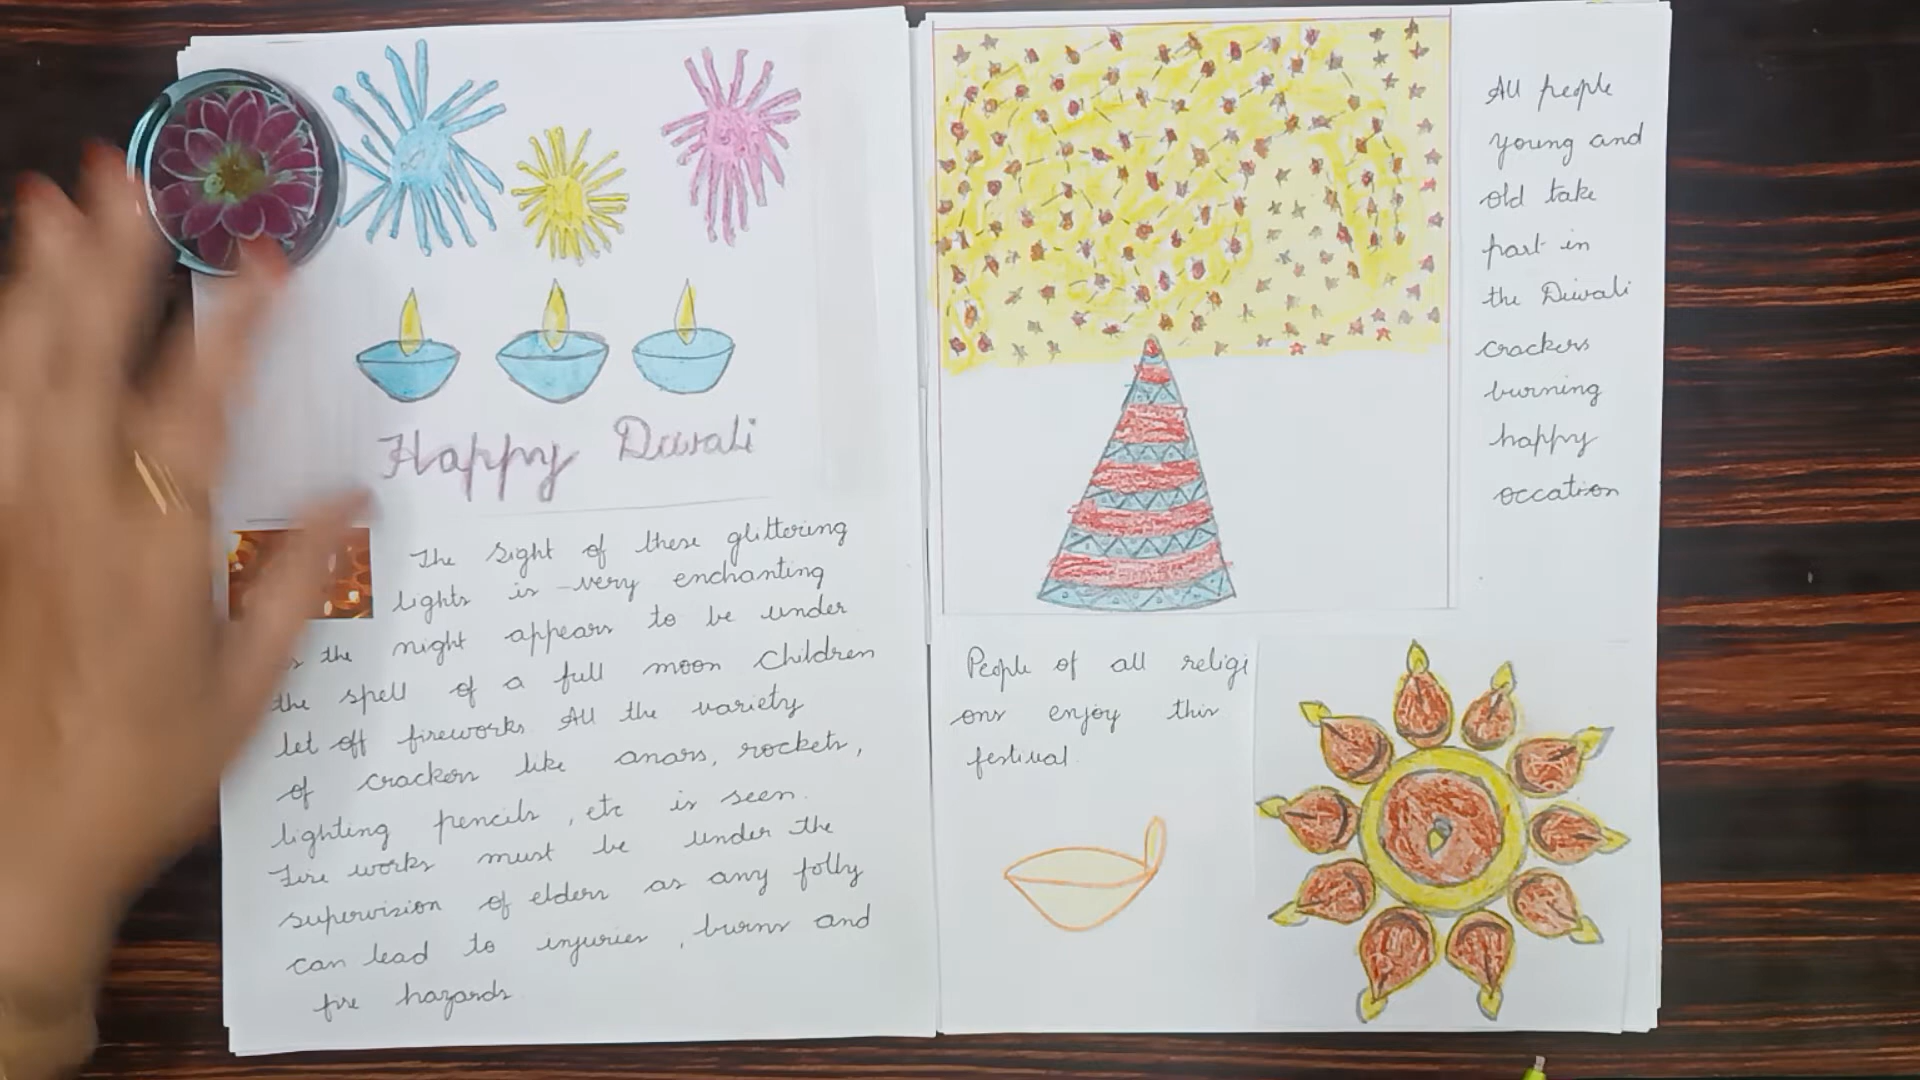 Happy Diwali
The sight of these glittering
lights is very enchanting
the night appears to be under
the spell of a full moon children
let off fireworks All the variety
of crackers like anars, rockets,
lighting pencils, etc is seen.
Fire works must be under the
supervision of elders as any folly
can lead to injuries, burns and
fire hazards
All people
young and
old take
part in
the Diwali
crackers
burning
happy
occation
People of all religi
ons enjoy this
festival.